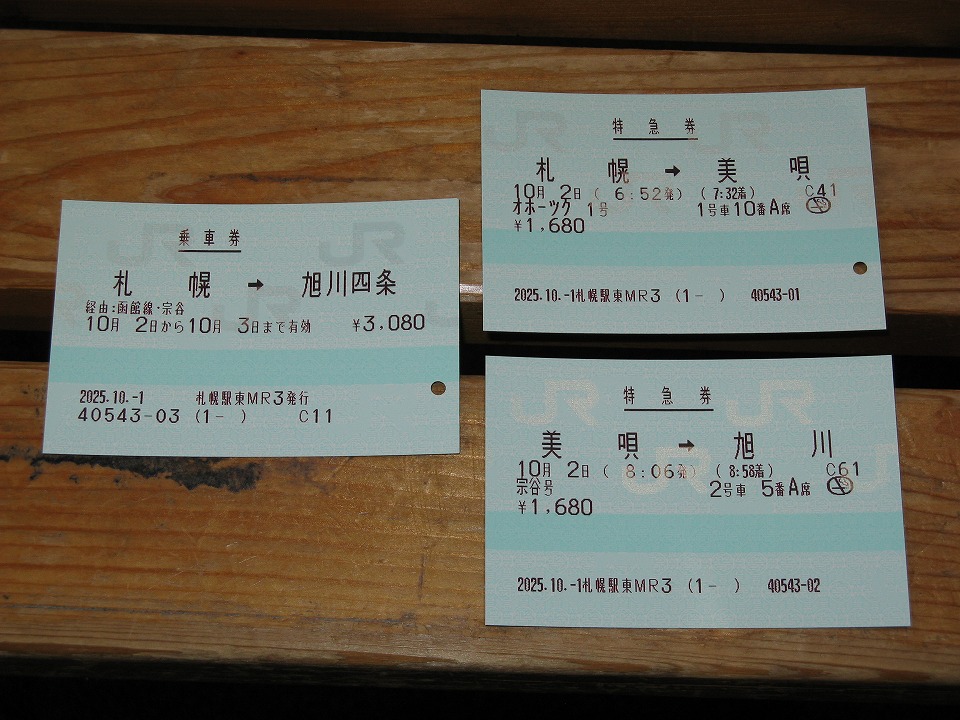 乗車券
札幌 → 旭川四条
経由:函館線・宗谷
10月 2日から10月 3日まで有効 ¥3,080
2025.10.-1 札幌駅東MR3発行
40543-03 (1- ) C11
特急券
札幌 → 美唄
10月 2日 ( 6:52発) (7:32着) C41
オホーツク 1号 1号車10番A席
¥1,680
2025.10.-1札幌駅東MR3 (1- ) 40543-01
特急券
美唄 → 旭川
10月 2日 ( 8:06発) (8:58着) C61
宗谷号 2号車 5番A席
¥1,680
2025.10.-1札幌駅東MR3 (1- ) 40543-02